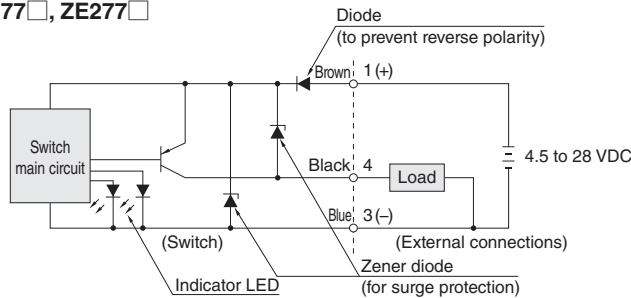 77□, ZE277□
Diode
(to prevent reverse polarity)
Brown 1 (+)
Switch
main circuit
4.5 to 28 VDC
Black 4
Load
Blue 3 (–)
(Switch)
(External connections)
Indicator LED
Zener diode
(for surge protection)